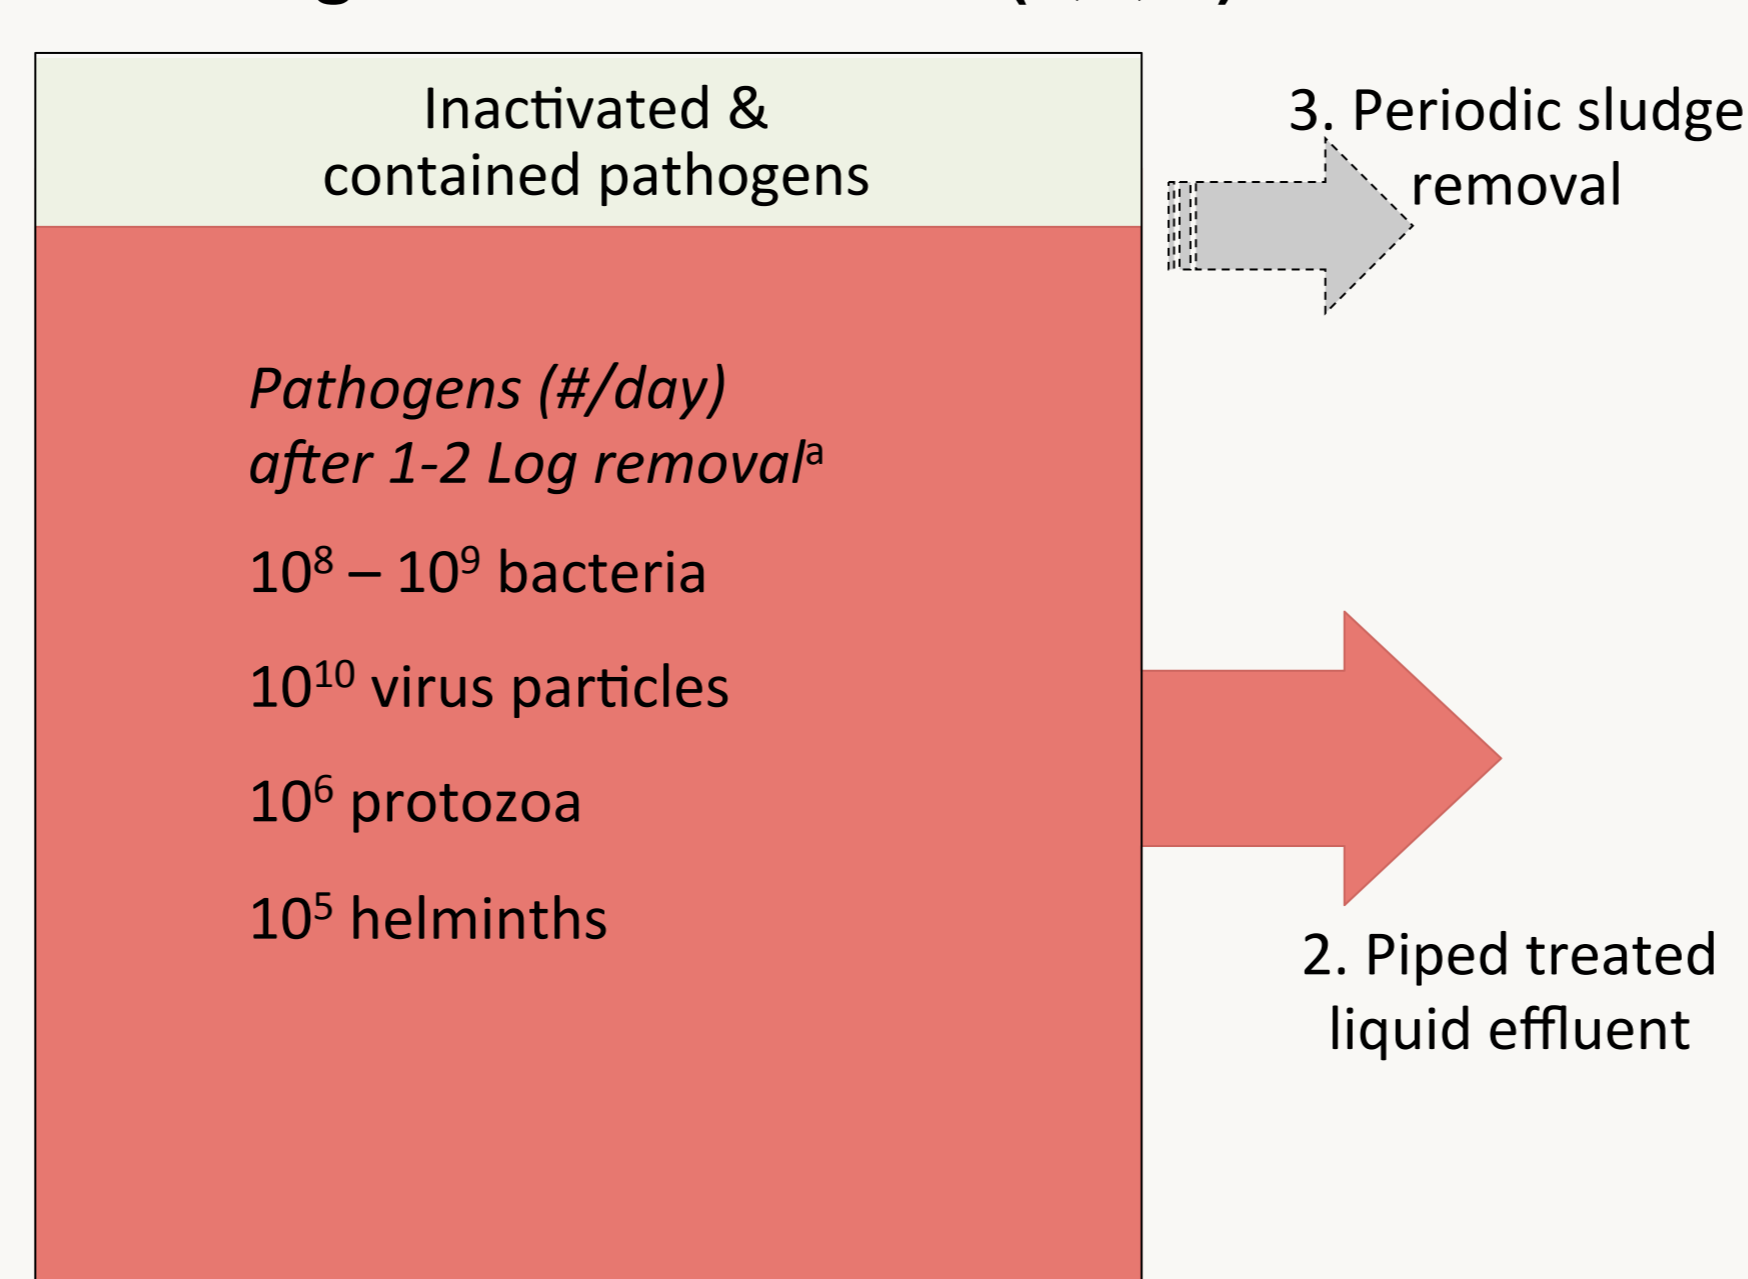 Inactivated &
contained pathogens
3. Periodic sludge
removal
Pathogens (#/day)
after 1-2 Log removalᵃ
10⁸ – 10⁹ bacteria
10¹⁰ virus particles
10⁶ protozoa
10⁵ helminths
2. Piped treated
liquid effluent